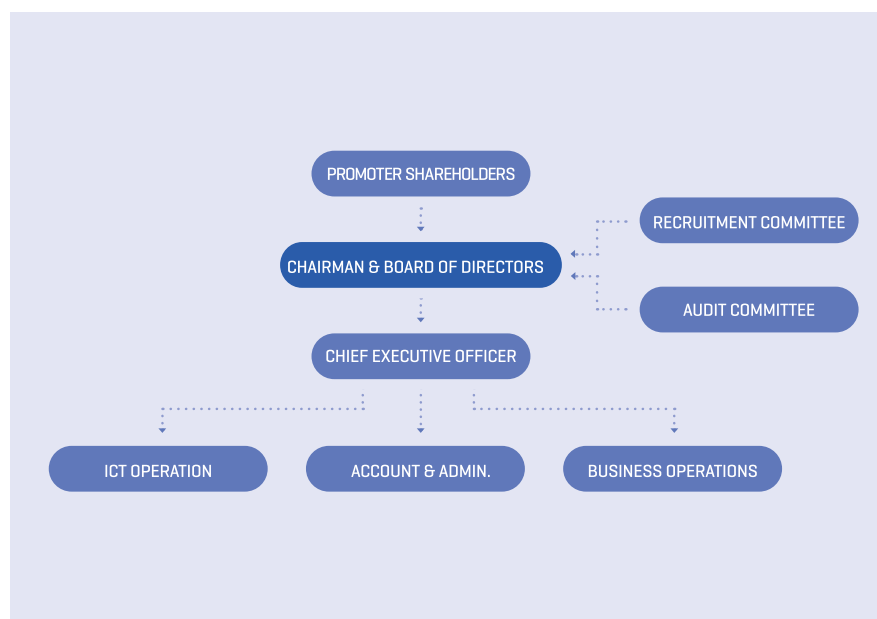 PROMOTER SHAREHOLDERS
RECRUITMENT COMMITTEE
CHAIRMAN & BOARD OF DIRECTORS
AUDIT COMMITTEE
CHIEF EXECUTIVE OFFICER
ICT OPERATION
ACCOUNT & ADMIN.
BUSINESS OPERATIONS